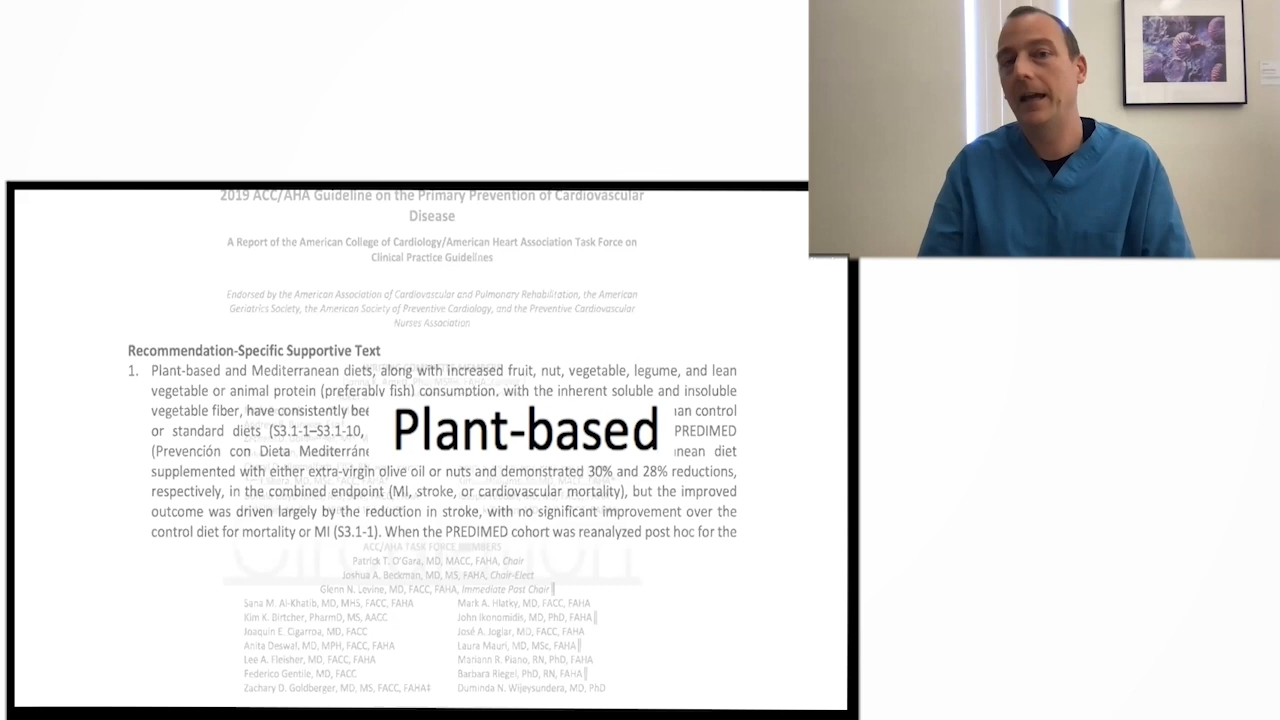 2019 ACC/AHA Guideline on the Primary Prevention of Cardiovascular
Disease
A Report of the American College of Cardiology/American Heart Association Task Force on
Clinical Practice Guidelines
Endorsed by the American Association of Cardiovascular and Pulmonary Rehabilitation, the American
Geriatrics Society, the American Society of Preventive Cardiology, and the Preventive Cardiovascular
Nurses Association
Recommendation-Specific Supportive Text
1. Plant-based and Mediterranean diets, along with increased fruit, nut, vegetable, legume, and lean
vegetable or animal protein (preferably fish) consumption, with the inherent soluble and insoluble
vegetable fiber, have consistently control
or standard diets (S3.1-1–S3.1-10, PREDIMED
Plant-based
(Prevención con Dieta diet
supplemented with either extra-virgin olive oil or nuts and demonstrated 30% and 28% reductions,
respectively, in the combined endpoint (MI, stroke, or cardiovascular mortality), but the improved
outcome was driven largely by the reduction in stroke, with no significant improvement over the
control diet for mortality or MI (S3.1-1). When the PREDIMED cohort was reanalyzed post hoc for the
ACC/AHA TASK FORCE MEMBERS
Patrick T. O'Gara, MD, MACC, FAHA, Chair
Joshua A. Beckman, MD, MS, FAHA, Chair-Elect
Glenn N. Levine, MD, FACC, FAHA, Immediate Past Chair‖
Sana M. Al-Khatib, MD, MHS, FACC, FAHA Mark A. Hlatky, MD, FACC, FAHA
Kim K. Birtcher, PharmD, MS, AACC John Ikonomidis, MD, PhD, FAHA‖
Joaquin E. Cigarroa, MD, FACC José A. Joglar, MD, FACC, FAHA
Anita Deswal, MD, MPH, FACC, FAHA Laura Mauri, MD, MSc, FAHA‖
Lee A. Fleisher, MD, FACC, FAHA Mariann R. Piano, RN, PhD, FAHA
Federico Gentile, MD, FACC Barbara Riegel, PhD, RN, FAHA‖
Zachary D. Goldberger, MD, MS, FACC, FAHA‡ Duminda N. Wijeysundera, MD, PhD